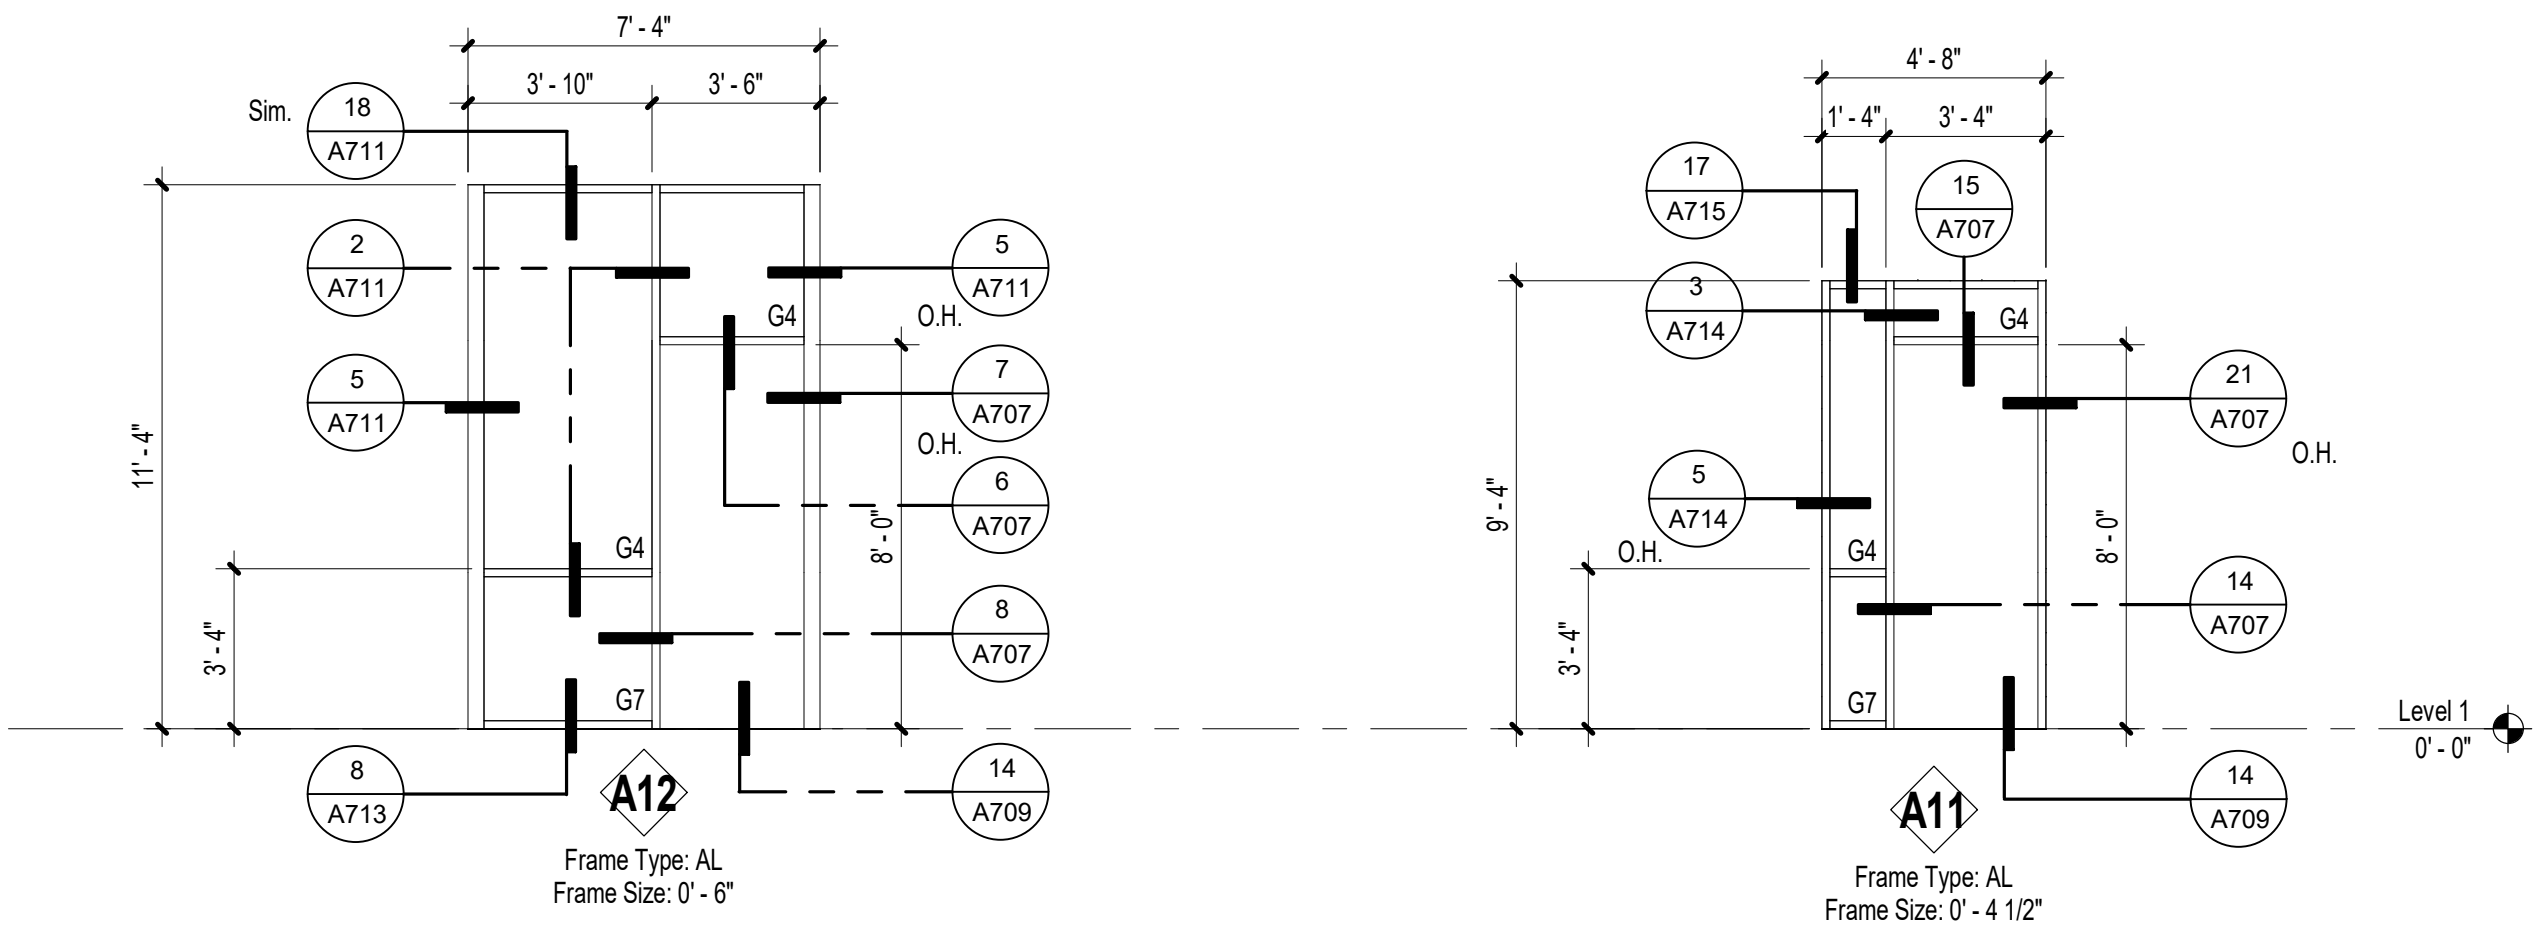 7' - 4"
3' - 10"
3' - 6"
Sim.
18
A711
2
A711
5
A711
5
A711
G4
O.H.
7
A707
O.H.
6
A707
11' - 4"
8' - 0"
G4
3' - 4"
8
A707
G7
8
A713
A12
14
A709
Frame Type: AL
Frame Size: 0' - 6"
4' - 8"
1' - 4"
3' - 4"
17
A715
15
A707
3
A714
G4
21
A707
O.H.
5
A714
9' - 4"
8' - 0"
O.H.
G4
3' - 4"
14
A707
G7
Level 1
0' - 0"
14
A709
A11
Frame Type: AL
Frame Size: 0' - 4 1/2"